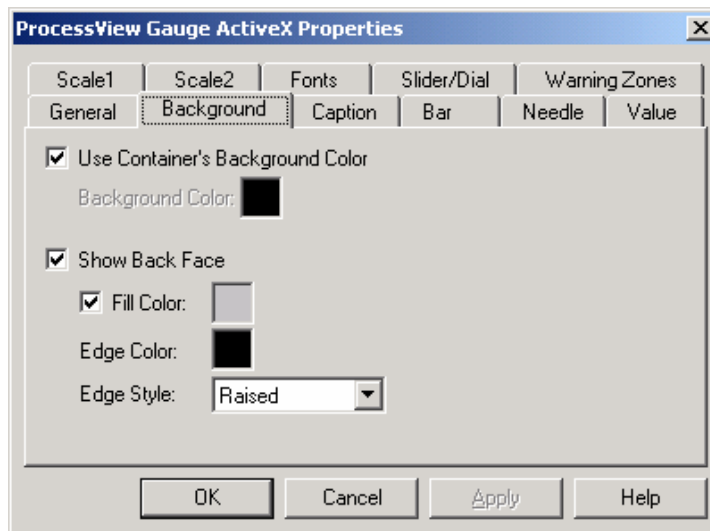 ProcessView Gauge ActiveX Properties
Scale1 Scale2 Fonts Slider/Dial Warning Zones
General Background Caption Bar Needle Value
Use Container's Background Color
Background Color:
Show Back Face
Fill Color:
Edge Color:
Edge Style: Raised
OK Cancel Apply Help